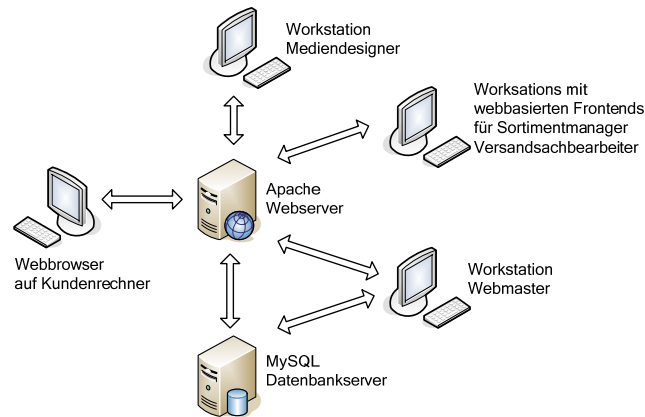 Workstation
Mediendesigner
Worksations mit
webbasierten Frontends
für Sortimentmanager
Versandsachbearbeiter
Apache
Webserver
Webbrowser
auf Kundenrechner
Workstation
Webmaster
MySQL
Datenbankserver